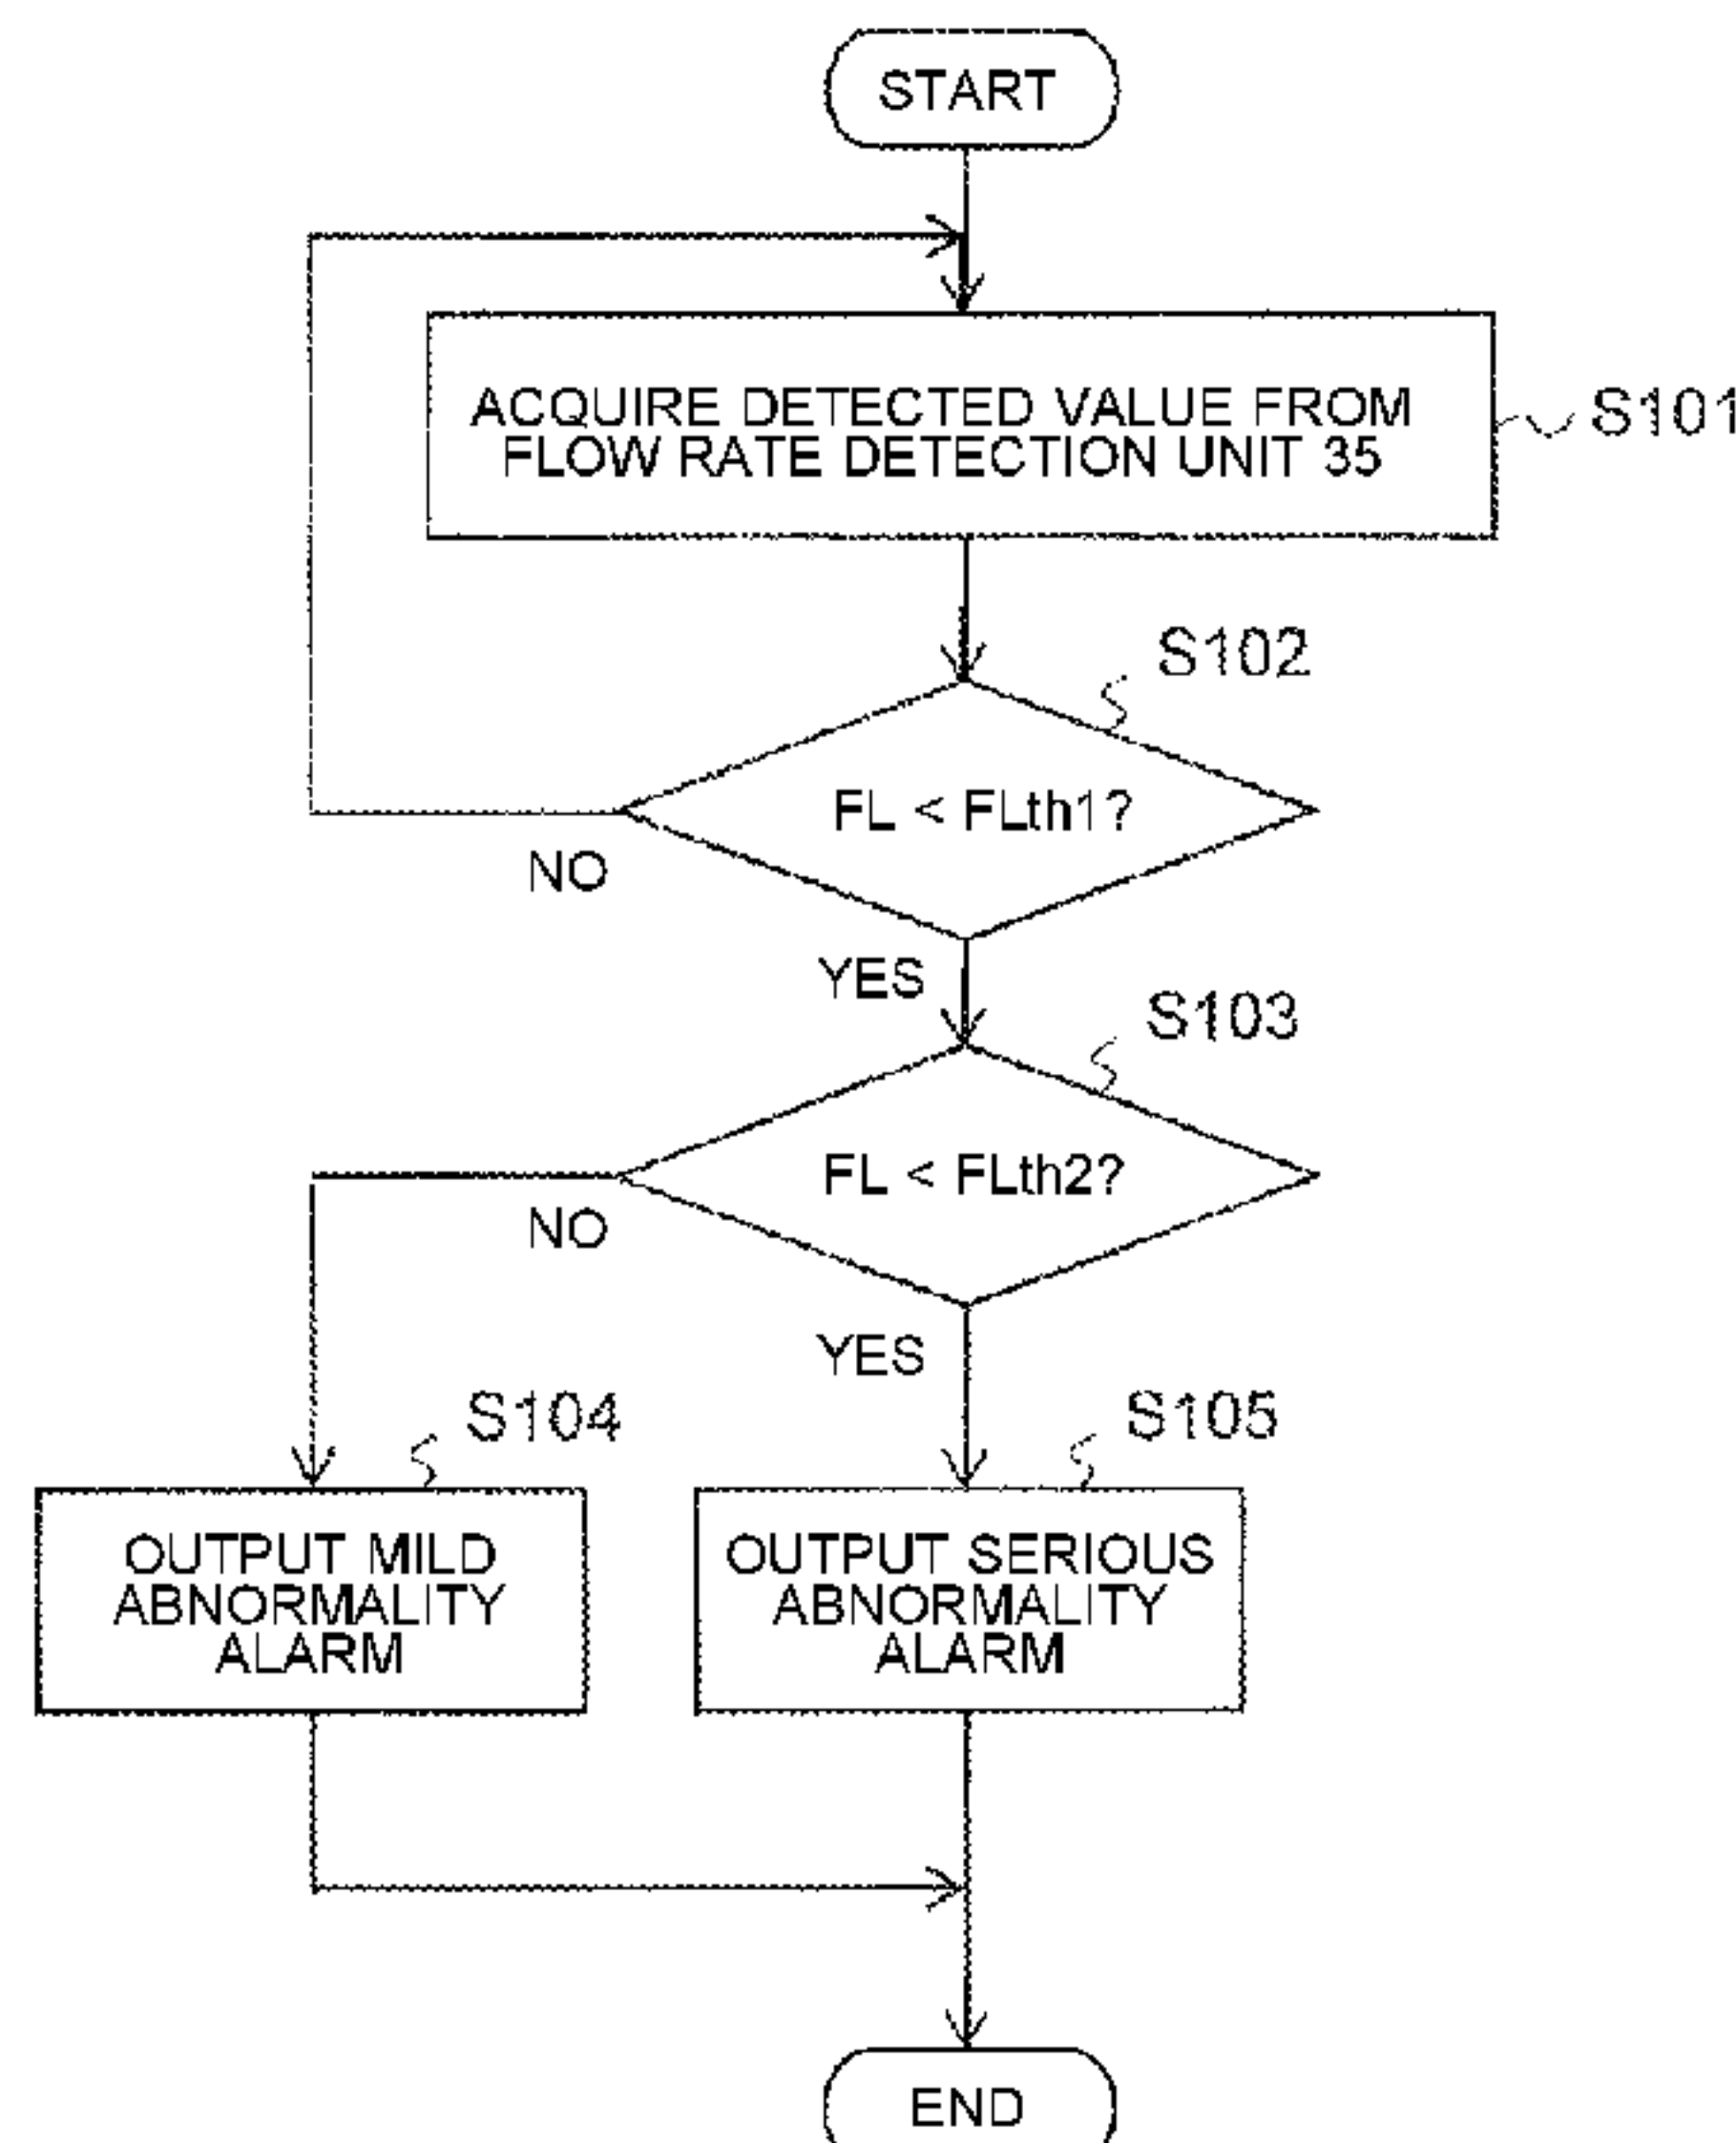 START
ACQUIRE DETECTED VALUE FROM
FLOW RATE DETECTION UNIT 35
S101
S102
FL < FLth1?
NO
YES
S103
FL < FLth2?
NO
YES
S104
S105
OUTPUT MILD
ABNORMALITY
ALARM
OUTPUT SERIOUS
ABNORMALITY
ALARM
END